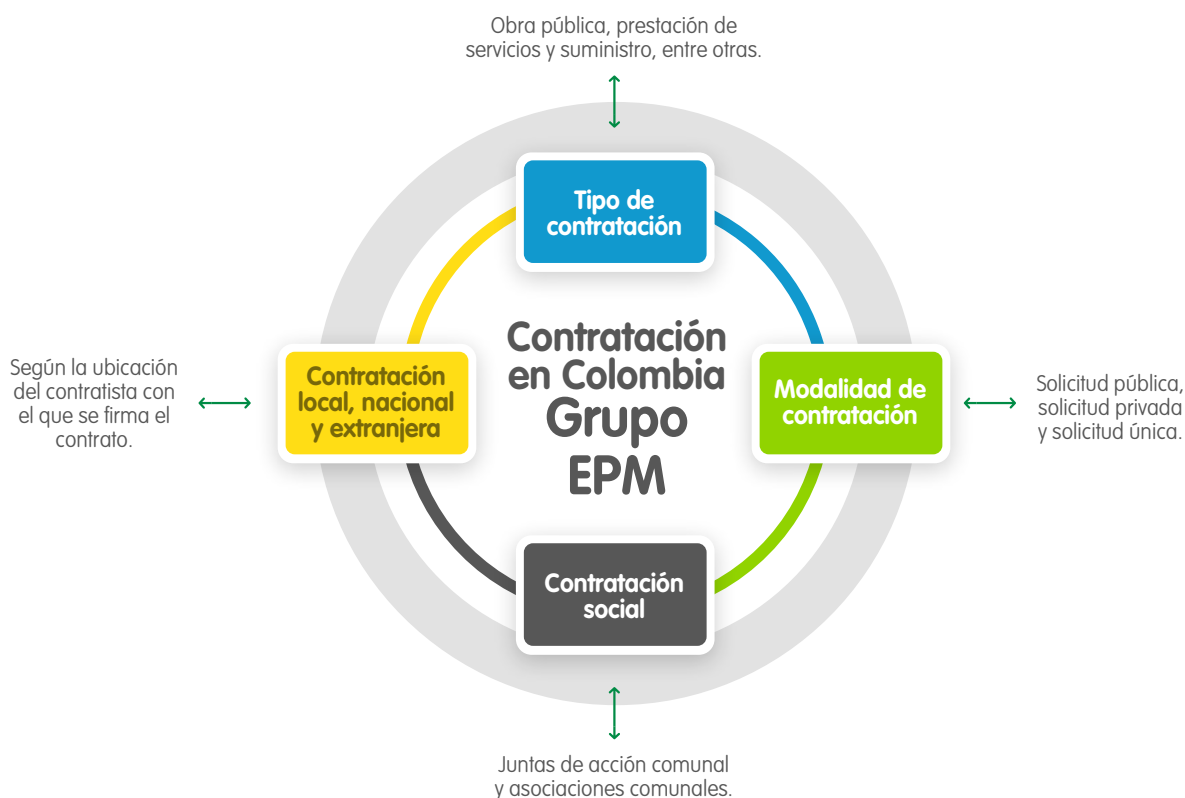 Obra pública, prestación de
servicios y suministro, entre otras.
Tipo de
contratación
Contratación
en Colombia
Grupo
EPM
Según la ubicación
del contratista con
el que se firma el
contrato.
Contratación
local, nacional
y extranjera
Modalidad de
contratación
Solicitud pública,
solicitud privada
y solicitud única.
Contratación
social
Juntas de acción comunal
y asociaciones comunales.